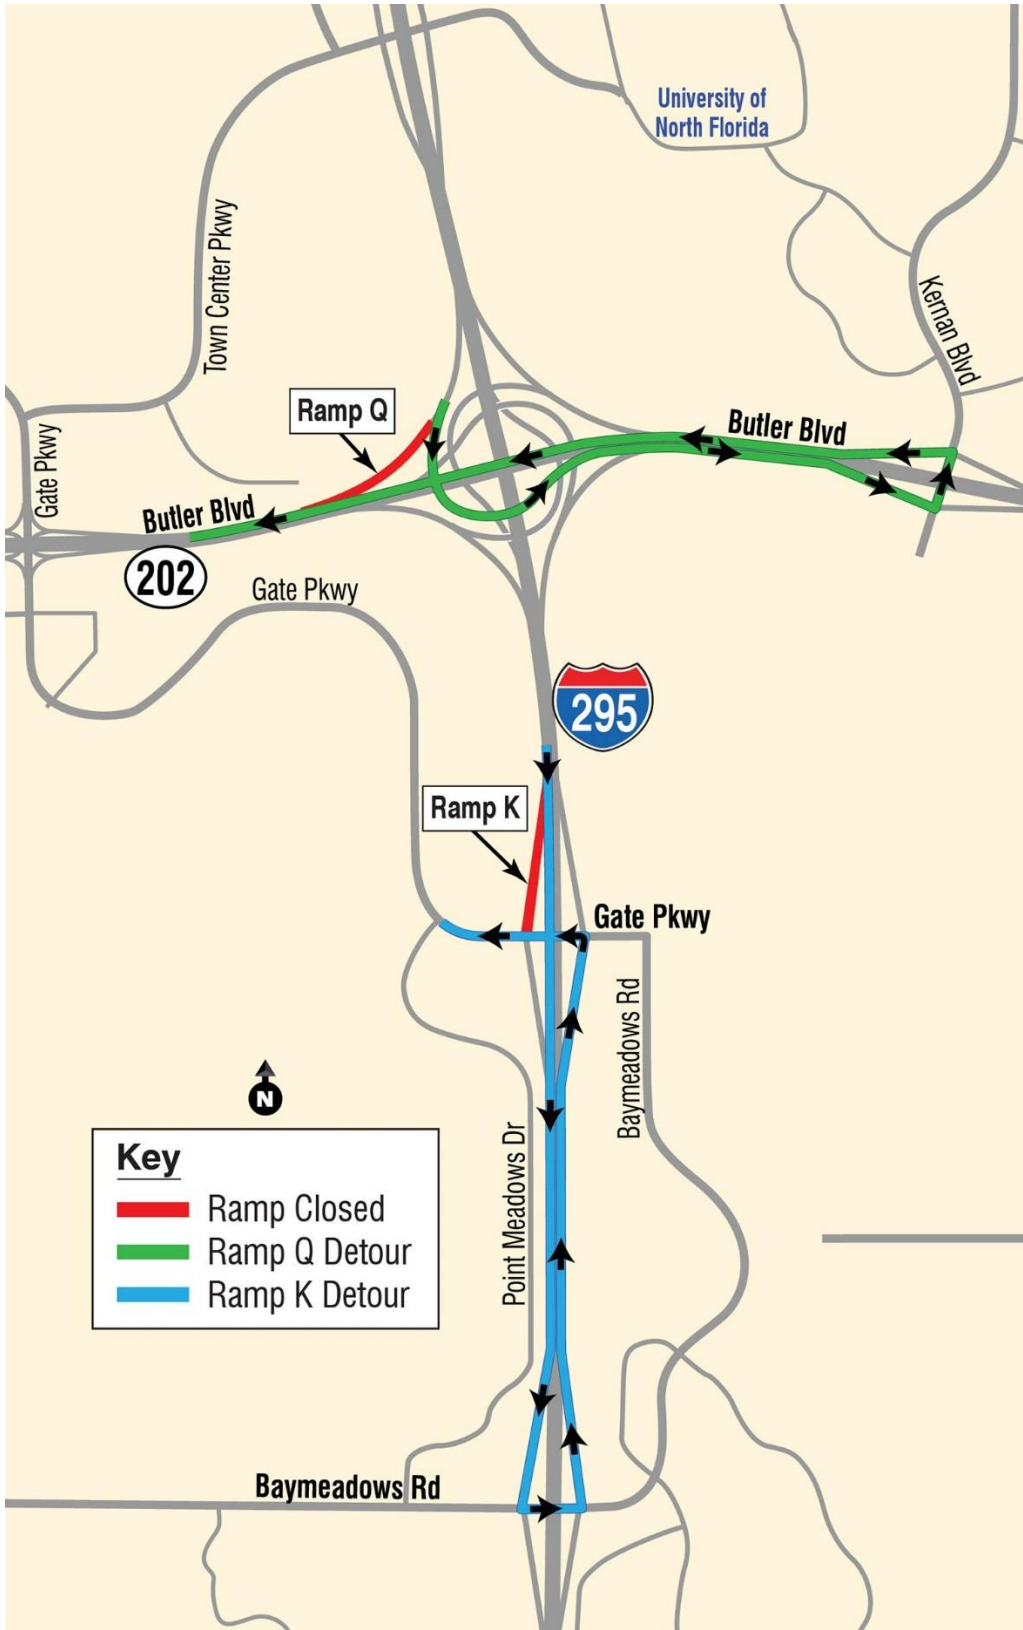 University of
North Florida
Town Center Pkwy
Kernan Blvd
Ramp Q
Butler Blvd
Gate Pkwy
Butler Blvd
202
Gate Pkwy
295
Ramp K
Gate Pkwy
Baymeadows Rd
N
Point Meadows Dr
Key
Ramp Closed
Ramp Q Detour
Ramp K Detour
Baymeadows Rd